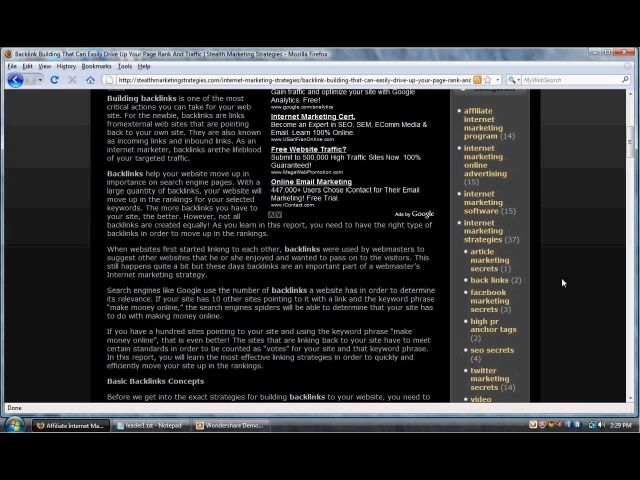 Backlink Building That Can Easily Drive Up Your Page Rank And Traffic | Stealth Marketing Strategies - Mozilla Firefox
File Edit View History Bookmarks Tools Help
http://stealthmarketingstrategies.com/internet-marketing-strategies/backlink-building-that-can-easily-drive-up-your-page-rank-and-
MyWebSearch
Building backlinks is one of the most
critical actions you can take for your web
site. For the newbie, backlinks are links
fromexternal web sites that are pointing
back to your own site. They are also known
as incoming links and inbound links. As an
internet marketer, backlinks arethe lifeblood
of your targeted traffic.
Backlinks help your website move up in
importance on search engine pages. With a
large quantity of backlinks, your website will
move up in the rankings for your selected
keywords. The more backlinks you have to
your site, the better. However, not all
backlinks are created equally! As you learn in this report, you need to have the right type of
backlinks in order to move up in the rankings.
Gain traffic and optimize your site with Google
Analytics. Free!
www.google.com/analytics
Internet Marketing Cert.
Become an Expert in SEO, SEM, EComm Media &
Email. Learn 100% Online.
www.USanFranOnline.com
Free Website Traffic?
Submit to 500,000 High Traffic Sites Now. 100%
Guaranteed!
www.MegaWebPromotion.com
Online Email Marketing
447,000+ Users Chose iContact for Their Email
Marketing! Free Trial.
www.iContact.com
Ads by Google
When websites first started linking to each other, backlinks were used by webmasters to
suggest other websites that he or she enjoyed and wanted to pass on to the visitors. This
still happens quite a bit but these days backlinks are an important part of a webmaster's
Internet marketing strategy.
Search engines like Google use the number of backlinks a website has in order to determine
its relevance. If your site has 10 other sites pointing to it with a link and the keyword phrase
"make money online," the search engines spiders will be able to determine that your site has
to do with making money online.
If you have a hundred sites pointing to your site and using the keyword phrase "make
money online", that is even better! The sites that are linking back to your site have to meet
certain standards in order to be counted as "votes" for your site and that keyword phrase.
In this report, you will learn the most effective linking strategies in order to quickly and
efficiently move your site up in the rankings.
Basic Backlinks Concepts
Before we get into the exact strategies for building backlinks to your website, you need to
affiliate
internet
marketing
program (14)
internet
marketing
online
advertising
(15)
internet
marketing
software (15)
internet
marketing
strategies (37)
article
marketing
secrets (1)
back links (2)
facebook
marketing
secrets (3)
high pr
anchor tags
(2)
seo secrets
(4)
twitter
marketing
secrets (14)
video
Done
Affiliate Internet Ma...
leader1.txt - Notepad
Wondershare Demo...
2:29 PM